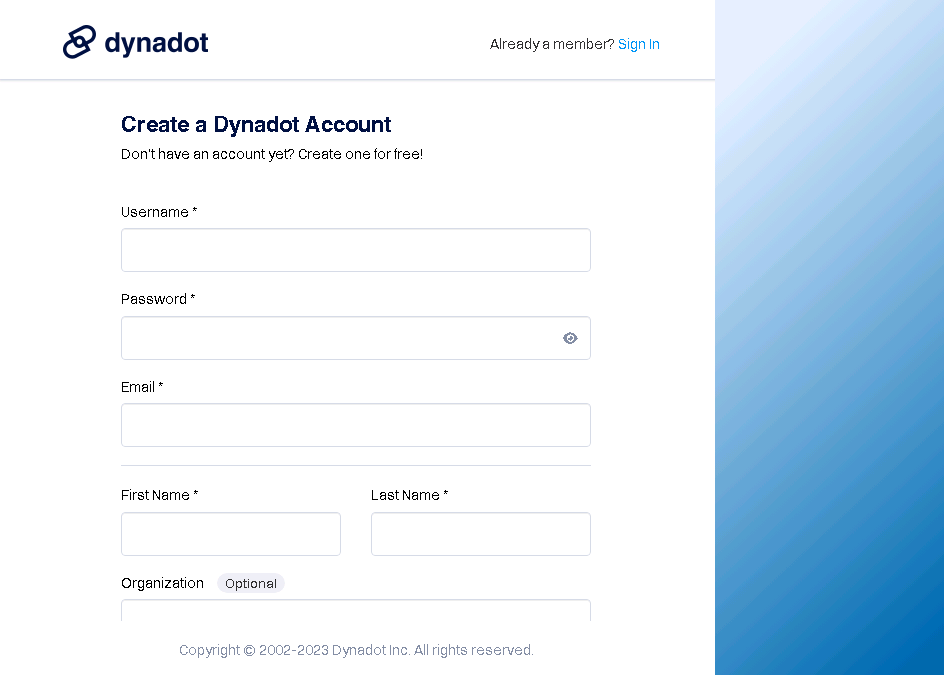 dynadot
Already a member? Sign In
Create a Dynadot Account
Don't have an account yet? Create one for free!
Username *
Password *
Email *
First Name * Last Name *
Organization Optional
Copyright © 2002-2023 Dynadot Inc. All rights reserved.